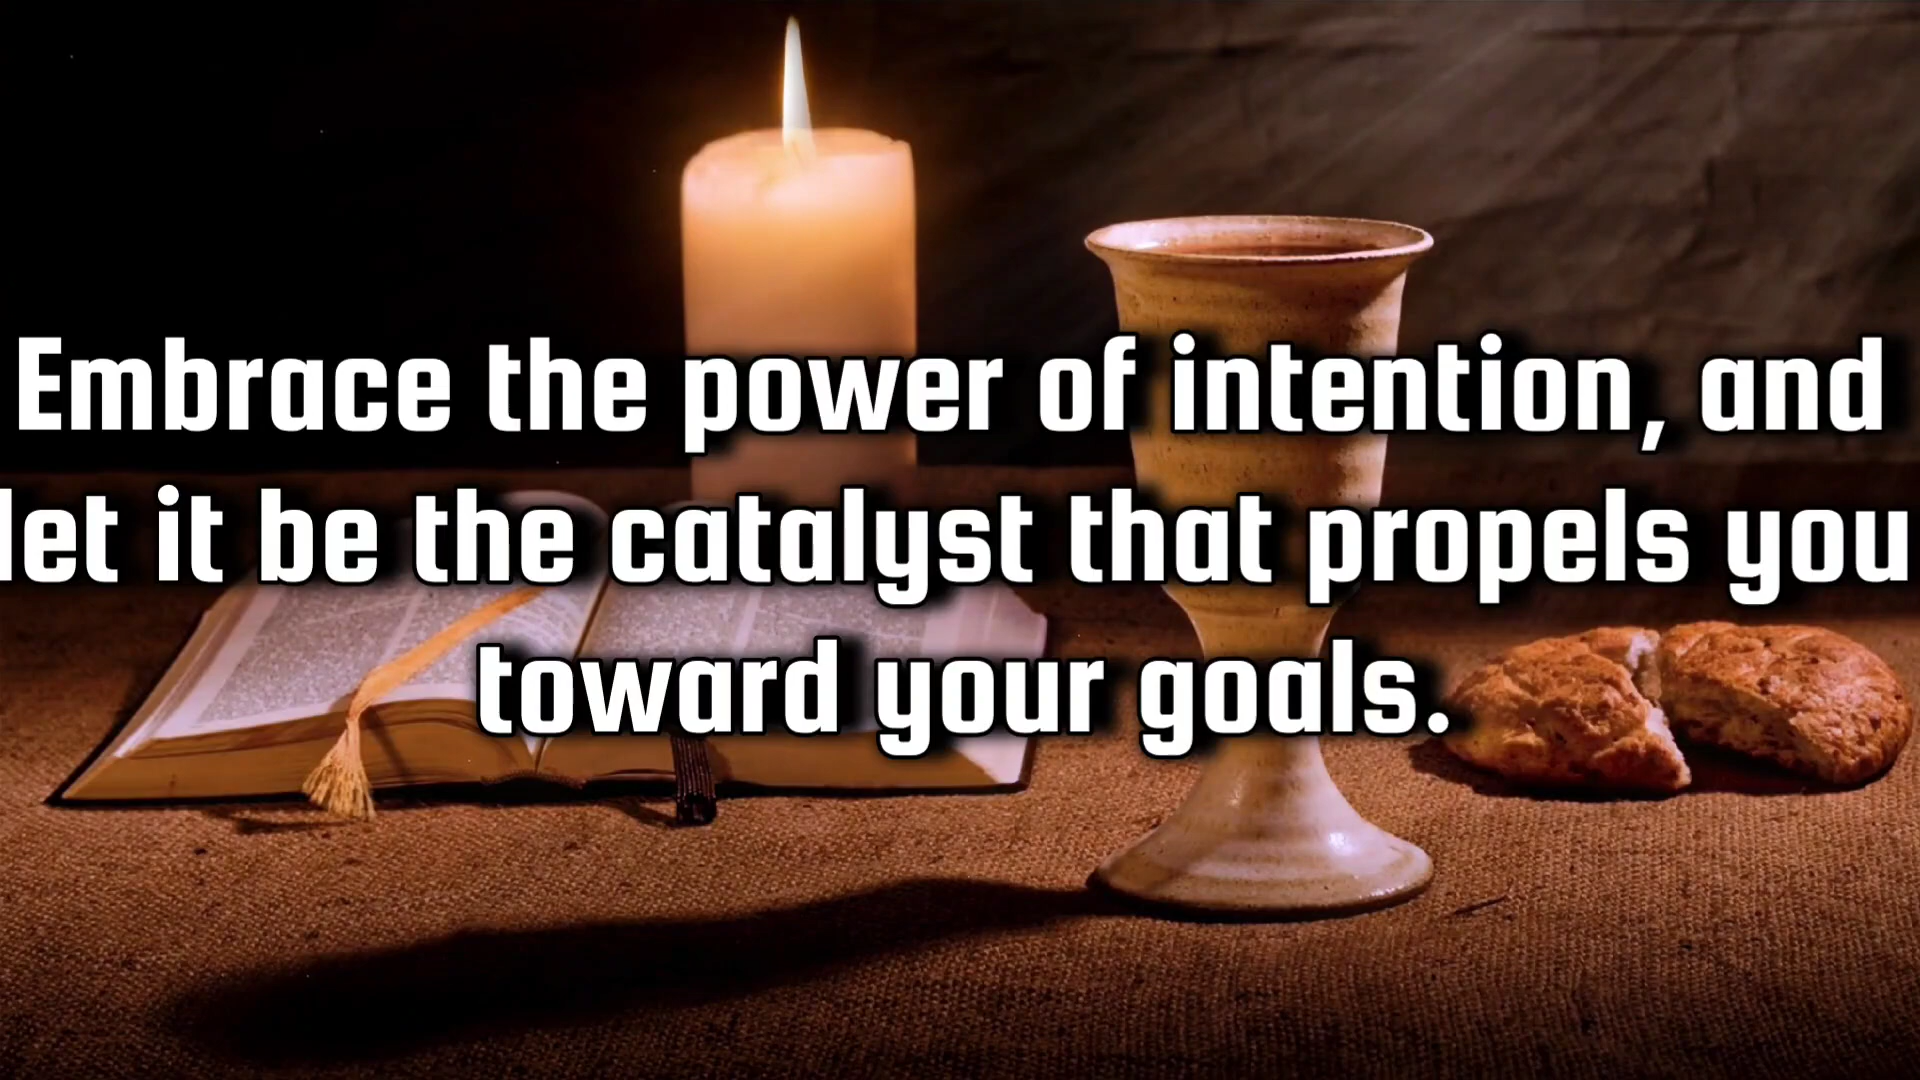 Embrace the power of intention, and
let it be the catalyst that propels you
toward your goals.